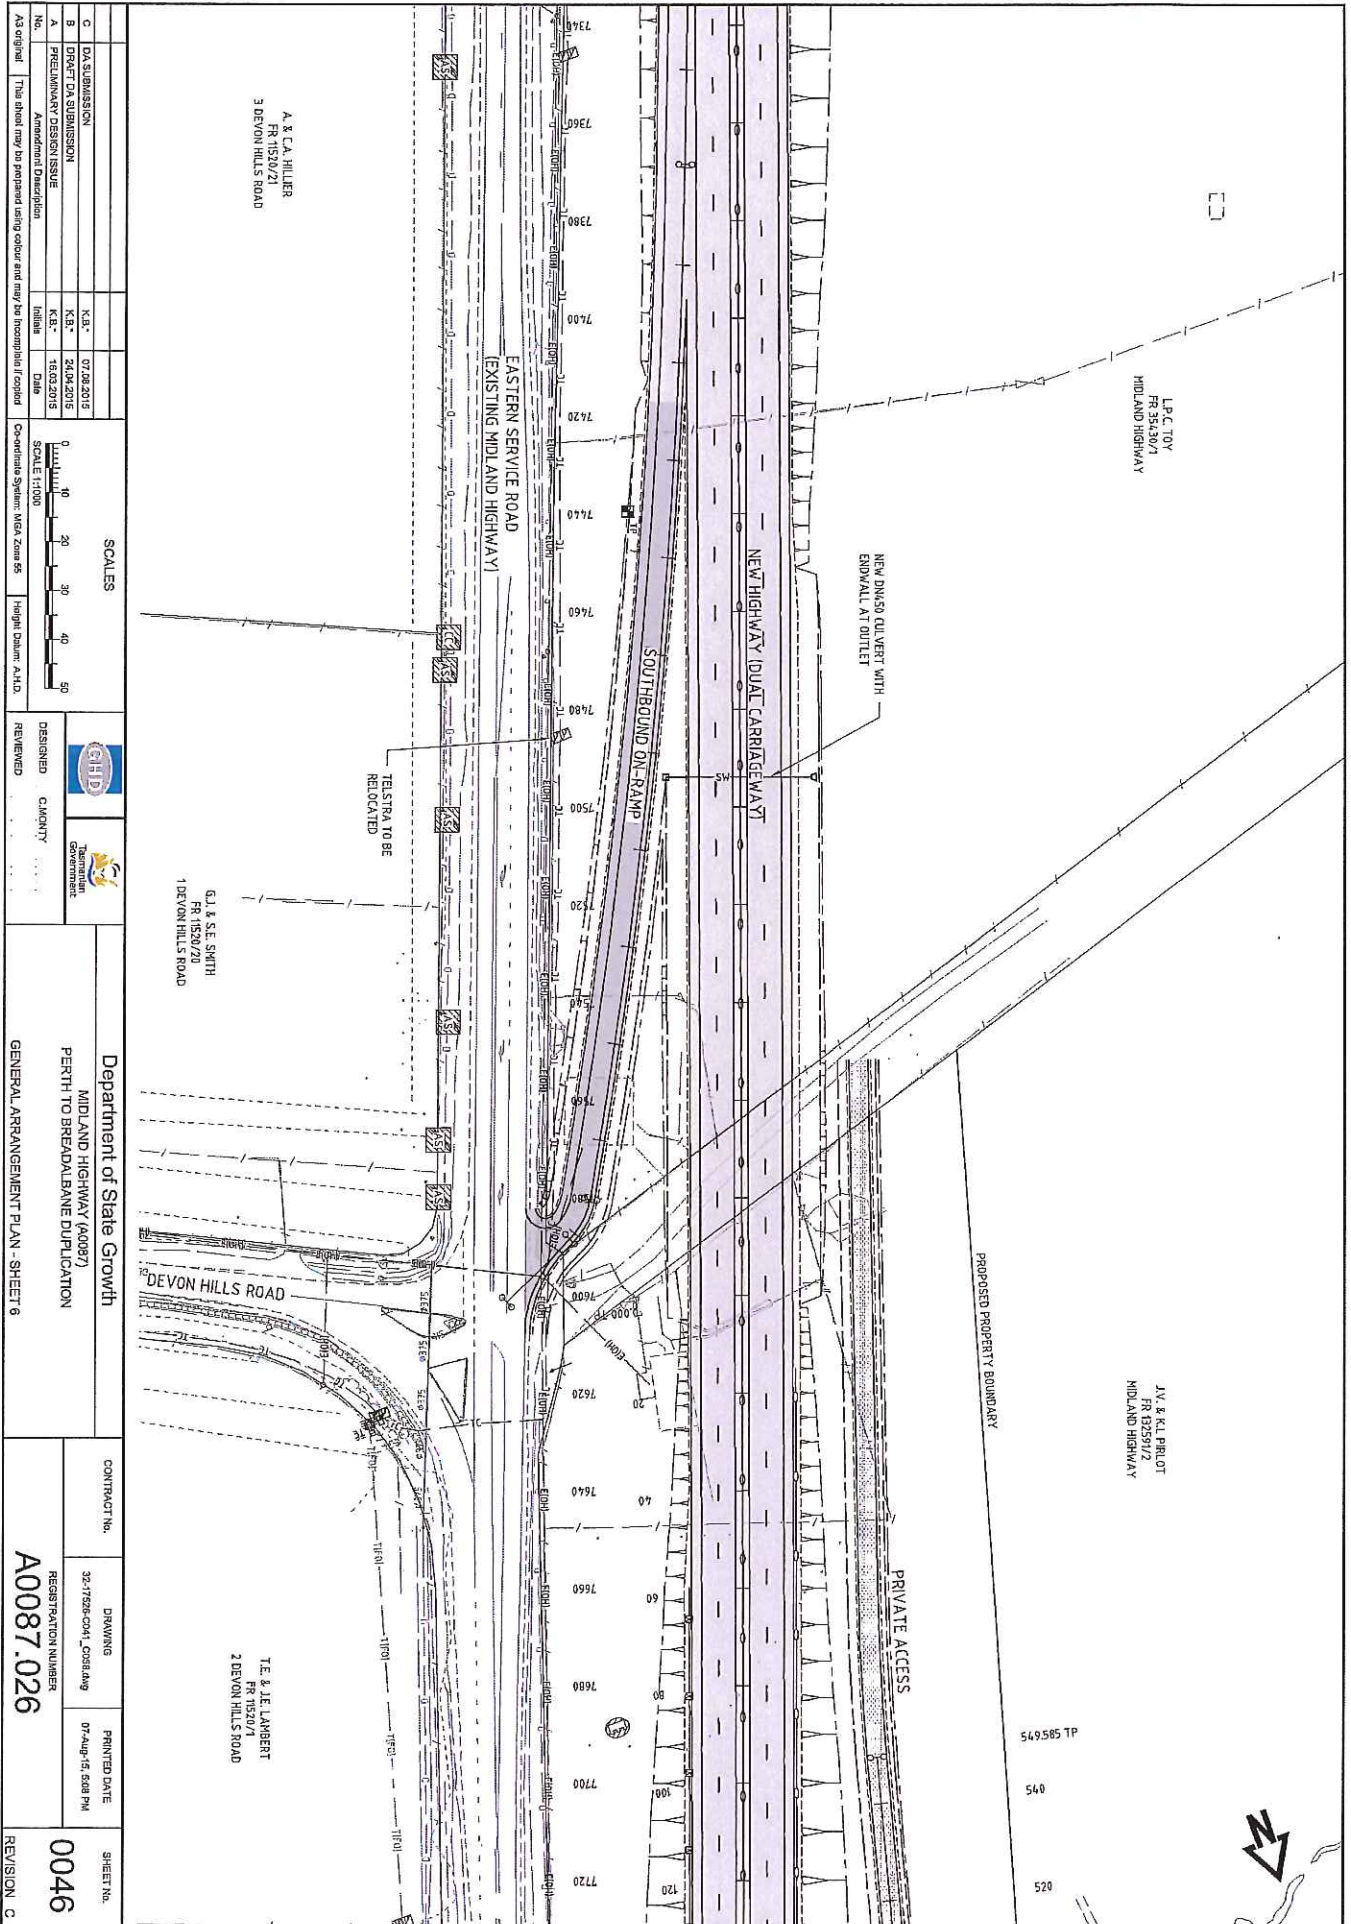 L.P.C. TOY
FR 35430/1
MIDLAND HIGHWAY
J.V. & K.I. PIRLOT
FR 132591/2
MIDLAND HIGHWAY
NEW DN450 CULVERT WITH
ENDWALL AT OUTLET
PROPOSED PROPERTY BOUNDARY
PRIVATE ACCESS
549.585 TP
540
520
N
NEW HIGHWAY (DUAL CARRIAGEWAY)
SW
SOUTHBOUND ON-RAMP
TP
20
40
60
80
100
120
7340
7360
7380
7400
7420
7440
7460
7480
7500
7520
7560
7580
7600
7620
7640
7660
7680
7700
7720
EASTERN SERVICE ROAD
(EXISTING MIDLAND HIGHWAY)
TELSTRA TO BE
RELOCATED
DEVON HILLS ROAD
A. & C.A. HILLIER
FR 11520/21
3 DEVON HILLS ROAD
G.J. & S.E. SMITH
FR 11520/20
1 DEVON HILLS ROAD
T.E. & J.E. LAMBERT
FR 11520/1
2 DEVON HILLS ROAD
C DA SUBMISSION K.B.* 07.08.2015
B DRAFT DA SUBMISSION K.B.* 24.04.2015
A PRELIMINARY DESIGN ISSUE K.B.* 16.03.2015
No. Amendment Description Initials Date
A3 original This sheet may be prepared using colour and may be incomplete if copied
SCALES
0 10 20 30 40 50
SCALE 1:1000
Co-ordinate System: MGA Zone 55
Height Datum: A.H.D.
GHD
Tasmanian
Government
DESIGNED C.MONTY
REVIEWED
Department of State Growth
MIDLAND HIGHWAY (A0087)
PERTH TO BREADALBANE DUPLICATION
GENERAL ARRANGEMENT PLAN - SHEET 6
CONTRACT No.
DRAWING
32-17526-C041_C058.dwg
PRINTED DATE
07-Aug-15, 5:08 PM
SHEET No.
0046
REGISTRATION NUMBER
A0087.026
REVISION C